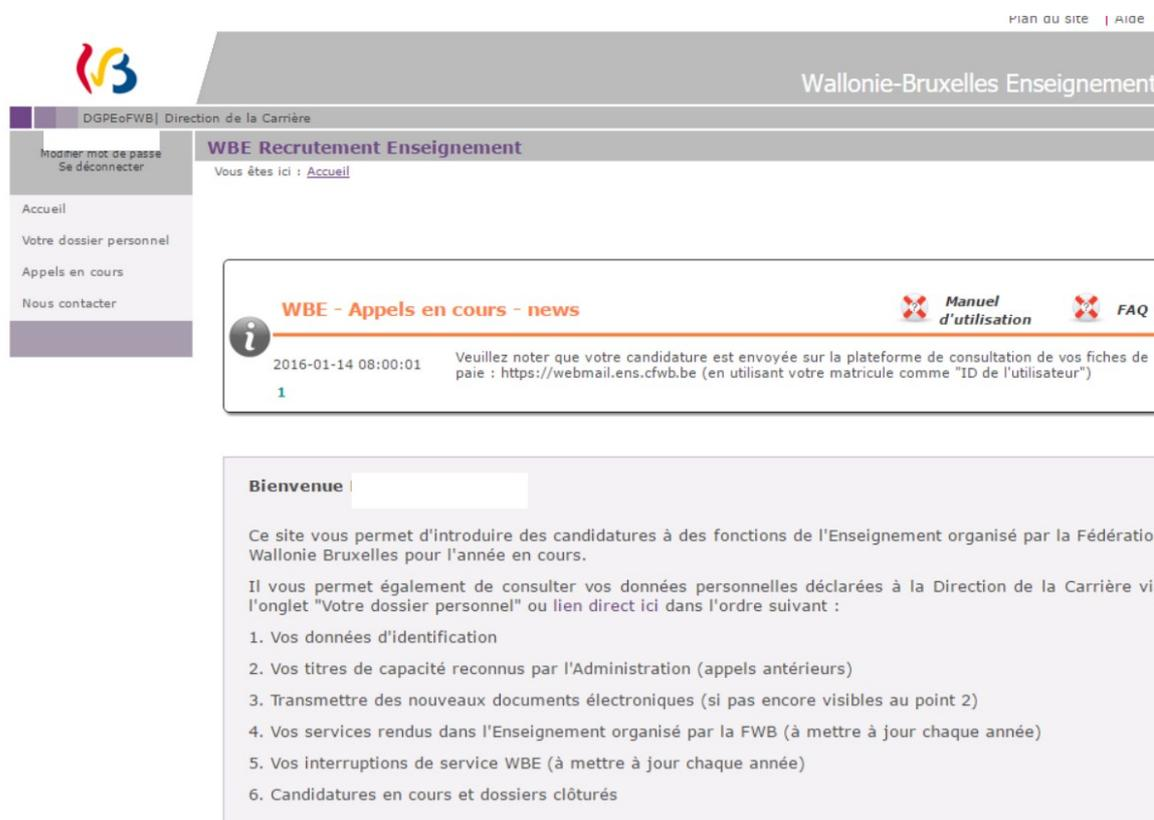 Plan du site | Aide
Wallonie-Bruxelles Enseignement
DGPEoFWB| Direction de la Carrière
Modifier mot de passe
Se déconnecter
WBE Recrutement Enseignement
Vous êtes ici : Accueil
Accueil
Votre dossier personnel
Appels en cours
Nous contacter
WBE - Appels en cours - news
Manuel
d'utilisation
FAQ
2016-01-14 08:00:01
Veuillez noter que votre candidature est envoyée sur la plateforme de consultation de vos fiches de
paie : https://webmail.ens.cfwb.be (en utilisant votre matricule comme "ID de l'utilisateur")
1
Bienvenue
Ce site vous permet d'introduire des candidatures à des fonctions de l'Enseignement organisé par la Fédératio
Wallonie Bruxelles pour l'année en cours.
Il vous permet également de consulter vos données personnelles déclarées à la Direction de la Carrière vi
l'onglet "Votre dossier personnel" ou lien direct ici dans l'ordre suivant :
1. Vos données d'identification
2. Vos titres de capacité reconnus par l'Administration (appels antérieurs)
3. Transmettre des nouveaux documents électroniques (si pas encore visibles au point 2)
4. Vos services rendus dans l'Enseignement organisé par la FWB (à mettre à jour chaque année)
5. Vos interruptions de service WBE (à mettre à jour chaque année)
6. Candidatures en cours et dossiers clôturés